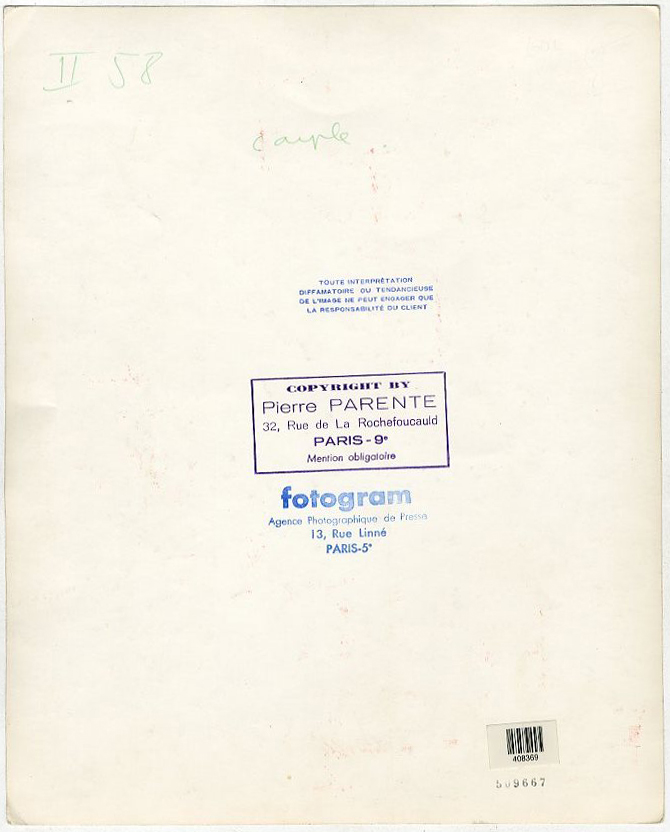 II 58
couple
TOUTE INTERPRÉTATION
DIFFAMATOIRE OU TENDANCIEUSE
DE L'IMAGE NE PEUT ENGAGER QUE
LA RESPONSABILITÉ DU CLIENT
COPYRIGHT BY
Pierre PARENTE
32, Rue de La Rochefoucauld
PARIS - 9e
Mention obligatoire
fotogram
Agence Photographique de Presse
13, Rue Linné
PARIS-5e
408369
509667